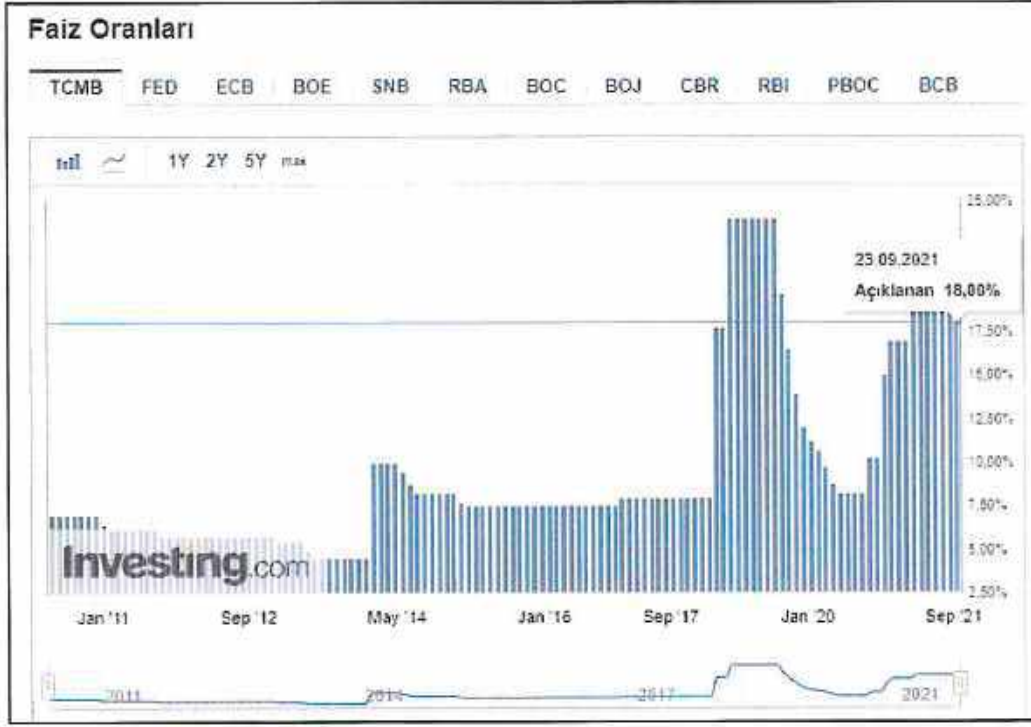 Faiz Oranları
TCMB FED ECB BOE SNB RBA BOC BOJ CBR RBI PBOC BCB
1Y 2Y 5Y max
25,00%
23.09.2021
Açıklanan 18,00%
17,50%
15,00%
12,50%
10,00%
7,50%
5,00%
2,50%
Investing.com
Jan '11 Sep '12 May '14 Jan '16 Sep '17 Jan '20 Sep '21
2011 2014 2017 2021